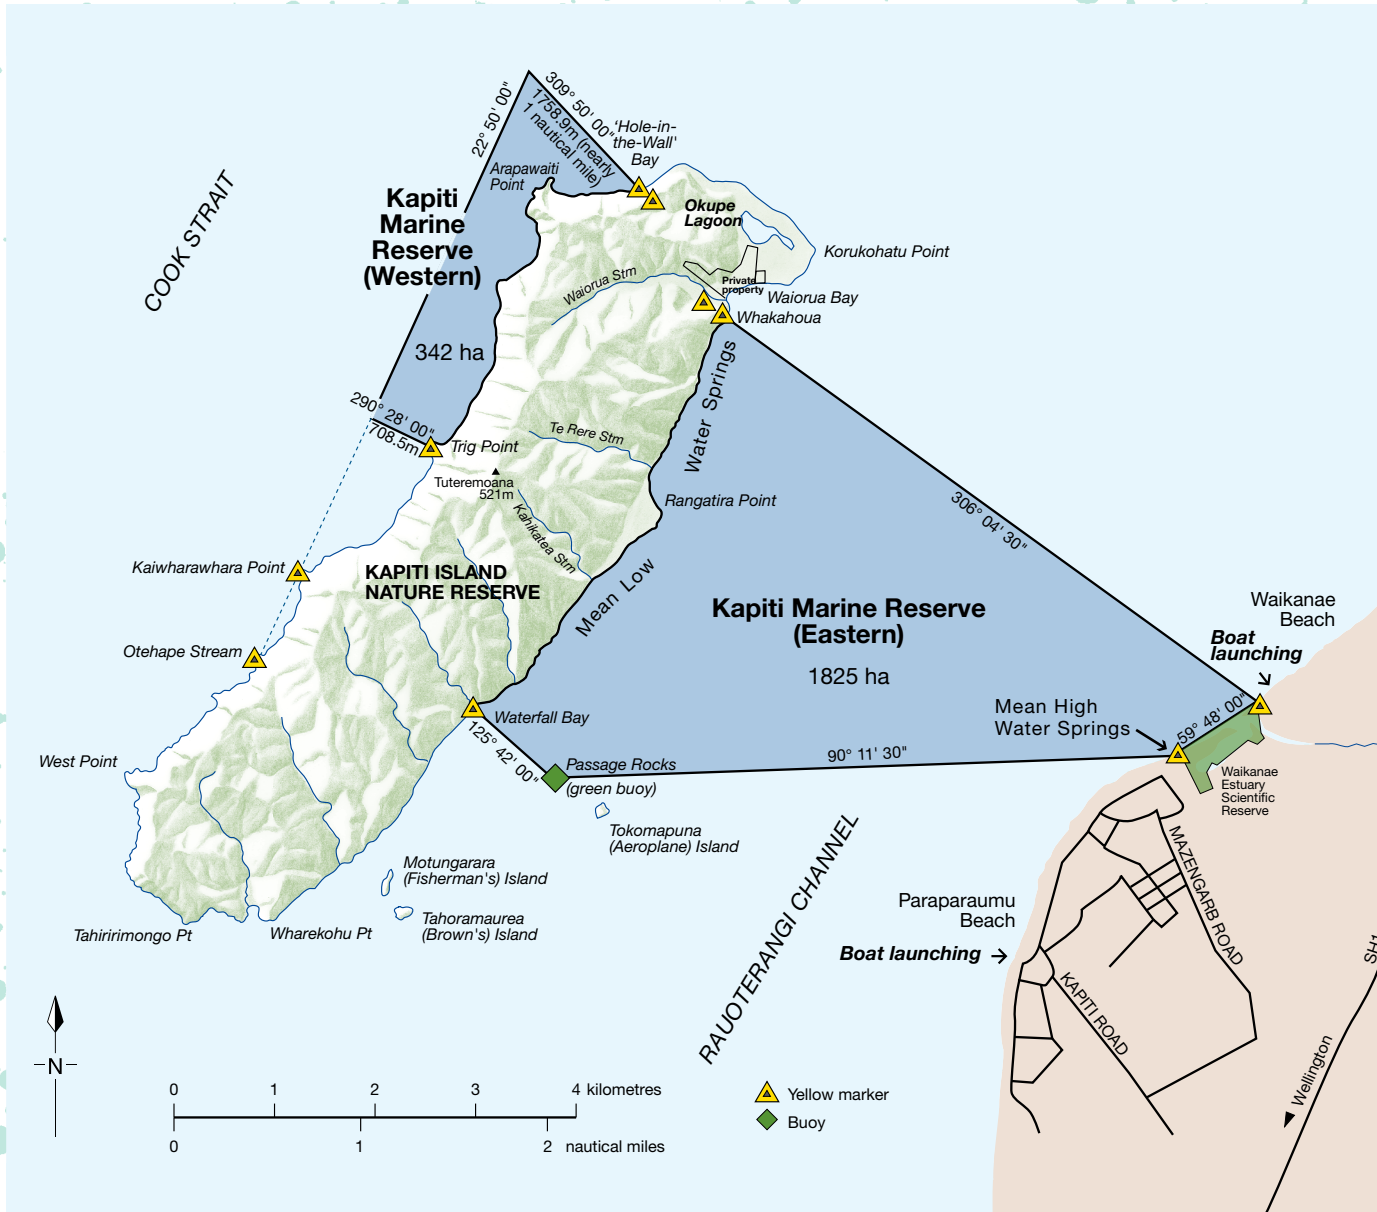 22° 50' 00"
309° 50' 00"
1758.9m (nearly
1 nautical mile)
'Hole-in-
the-Wall'
Bay
Arapawaiti
Point
COOK STRAIT
Kapiti
Marine
Reserve
(Western)
342 ha
Okupe
Lagoon
Korukohatu Point
Waiorua Stm
Private
property
Waiorua Bay
Whakahoua
Water Springs
290° 28' 00"
708.5m
Trig Point
Te Rere Stm
Tuteremoana
521m
Rangatira Point
Kahikatea Stm
306° 04' 30"
Kaiwharawhara Point
KAPITI ISLAND
NATURE RESERVE
Mean Low
Kapiti Marine Reserve
(Eastern)
1825 ha
Waikanae
Beach
Boat
launching
Otehape Stream
Mean High
Water Springs
59° 48' 00"
Waterfall Bay
125° 42' 00"
90° 11' 30"
West Point
Passage Rocks
(green buoy)
Waikanae
Estuary
Scientific
Reserve
Tokomapuna
(Aeroplane) Island
Motungarara
(Fisherman's) Island
MAZENGARB ROAD
RAUOTERANGI CHANNEL
Paraparaumu
Beach
Tahoramaurea
(Brown's) Island
Tahiririmongo Pt
Wharekohu Pt
Boat launching
SH1
KAPITI ROAD
N
Wellington
0 1 2 3 4 kilometres
0 1 2 nautical miles
Yellow marker
Buoy